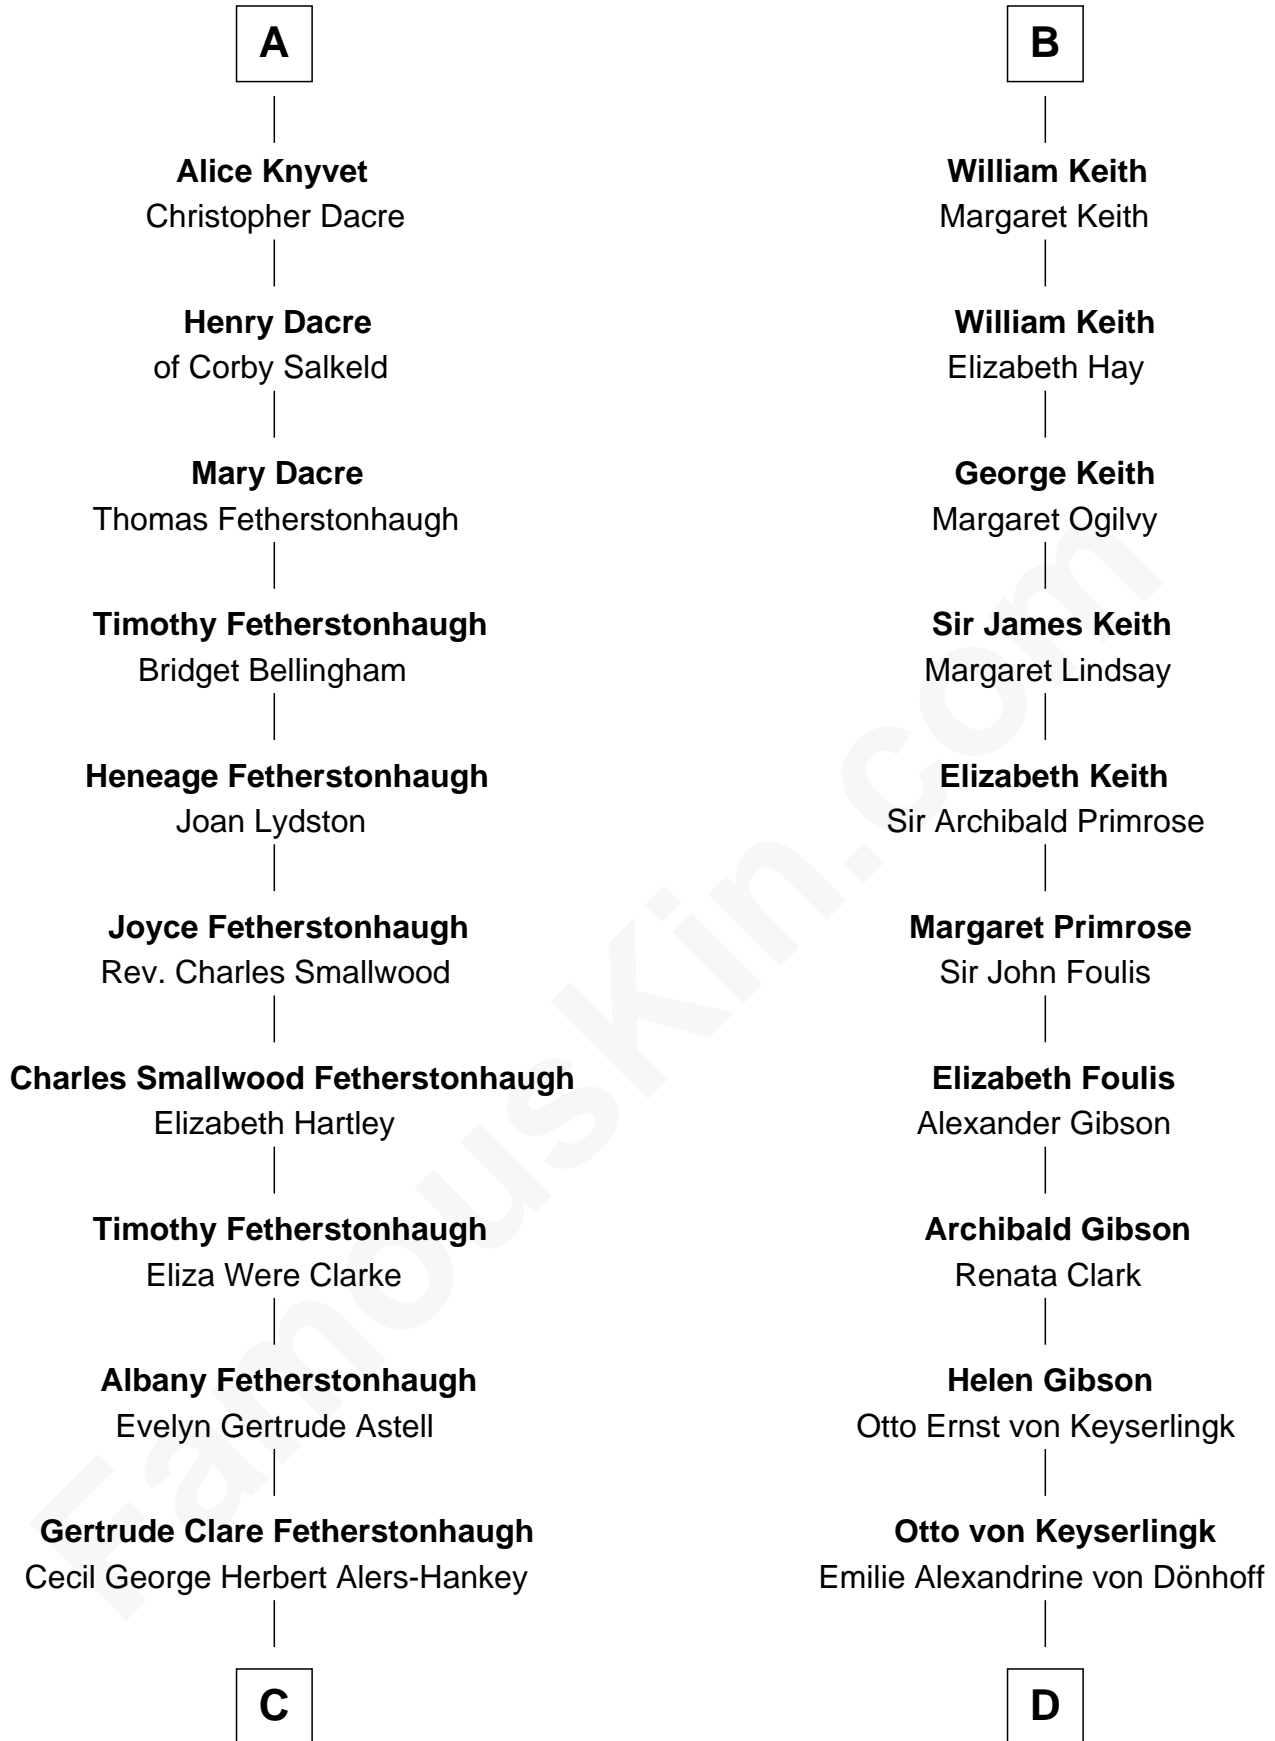 A
Alice Knyvet
Christopher Dacre
Henry Dacre
of Corby Salkeld
Mary Dacre
Thomas Fetherstonhaugh
Timothy Fetherstonhaugh
Bridget Bellingham
Heneage Fetherstonhaugh
Joan Lydston
Joyce Fetherstonhaugh
Rev. Charles Smallwood
Charles Smallwood Fetherstonhaugh
Elizabeth Hartley
Timothy Fetherstonhaugh
Eliza Were Clarke
Albany Fetherstonhaugh
Evelyn Gertrude Astell
Gertrude Clare Fetherstonhaugh
Cecil George Herbert Alers-Hankey
C
B
William Keith
Margaret Keith
William Keith
Elizabeth Hay
George Keith
Margaret Ogilvy
Sir James Keith
Margaret Lindsay
Elizabeth Keith
Sir Archibald Primrose
Margaret Primrose
Sir John Foulis
Elizabeth Foulis
Alexander Gibson
Archibald Gibson
Renata Clark
Helen Gibson
Otto Ernst von Keyserlingk
Otto von Keyserlingk
Emilie Alexandrine von Dönhoff
D
FamousKin.com